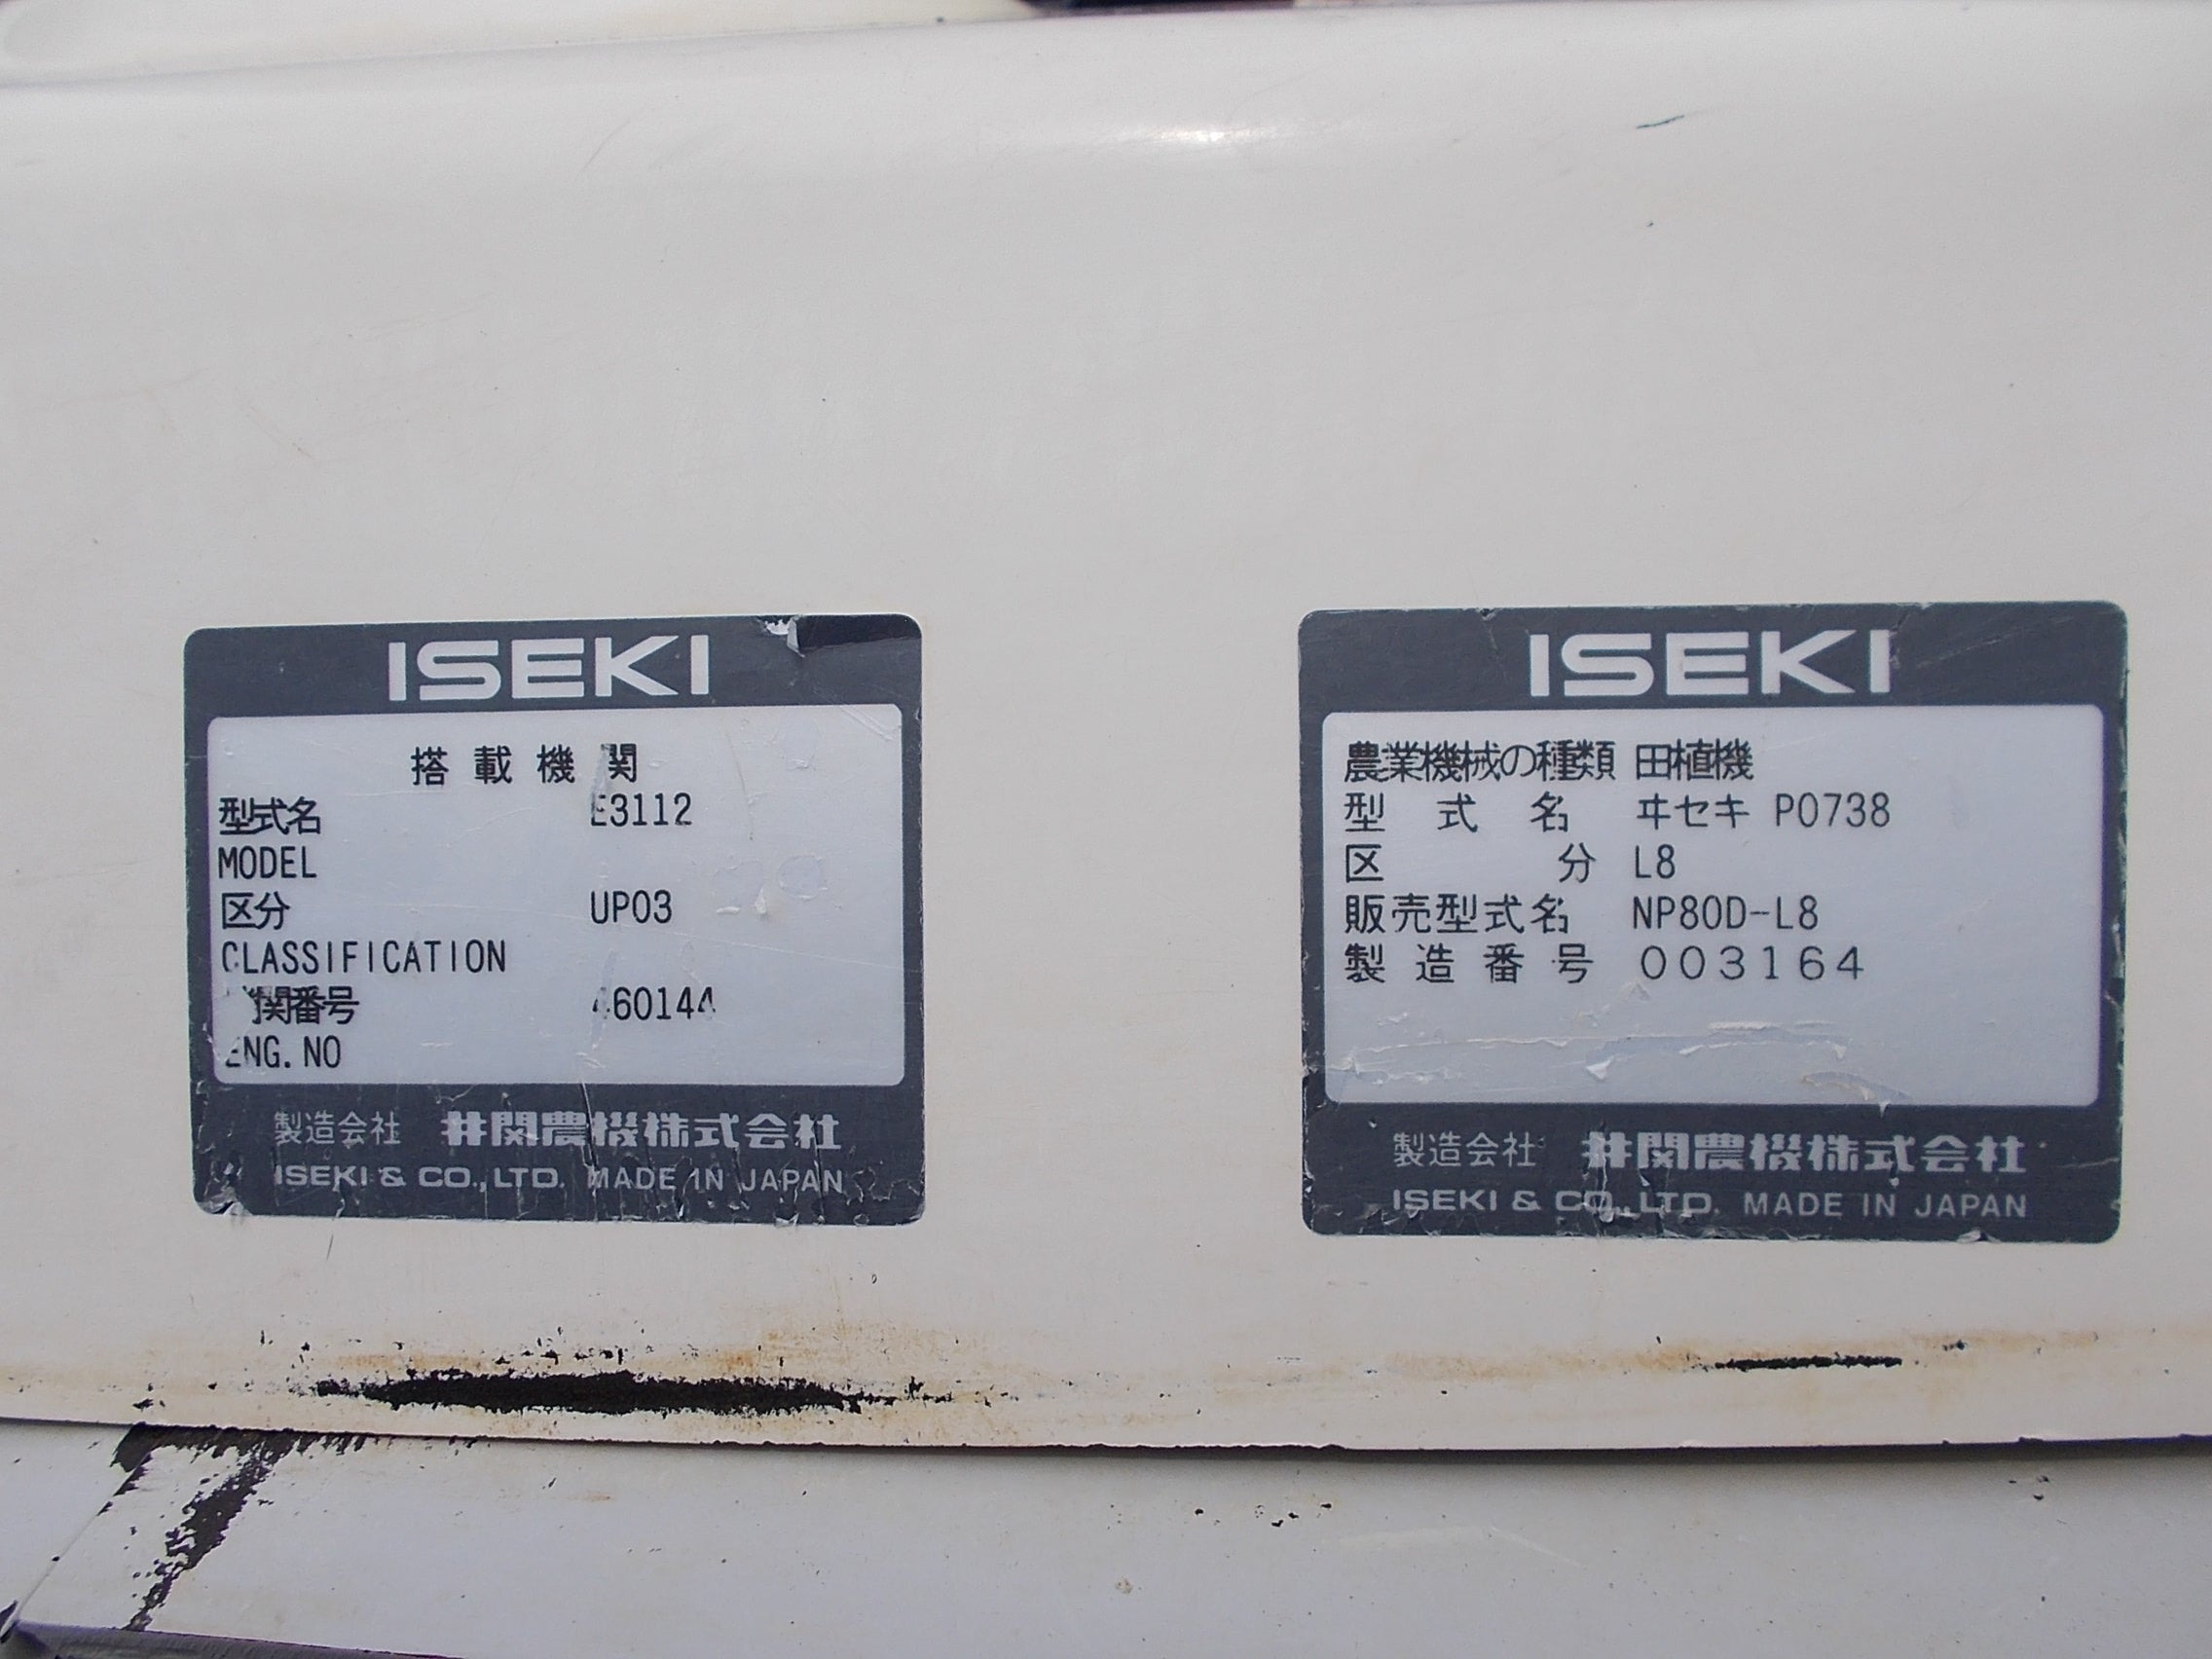 ISEKI
搭載機関
型式名 E3112
MODEL
区分 UP03
CLASSIFICATION
機関番号
ENG. NO
製造会社 井関農機株式会社
ISEKI & CO.,LTD. MADE IN JAPAN
ISEKI
農業機械の種類 田植機
型式名 ヰセキ P0738
区分 L8
販売型式名 NP80D-L8
製造番号 003164
製造会社 井関農機株式会社
ISEKI & CO.,LTD. MADE IN JAPAN